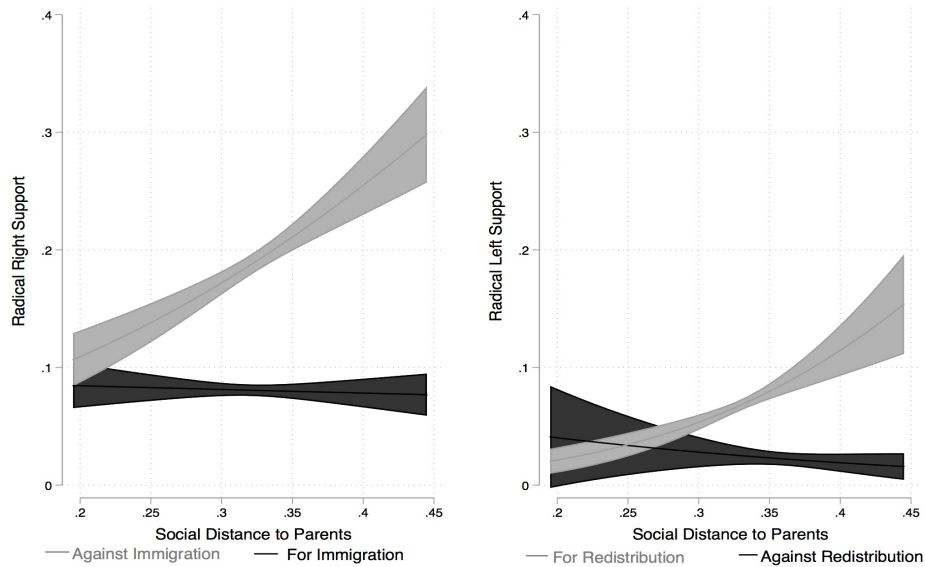 Radical Right Support
.4
.3
.2
.1
0
.2 .25 .3 .35 .4 .45
Social Distance to Parents
Against Immigration For Immigration
Radical Left Support
.4
.3
.2
.1
0
.2 .25 .3 .35 .4 .45
Social Distance to Parents
For Redistribution Against Redistribution